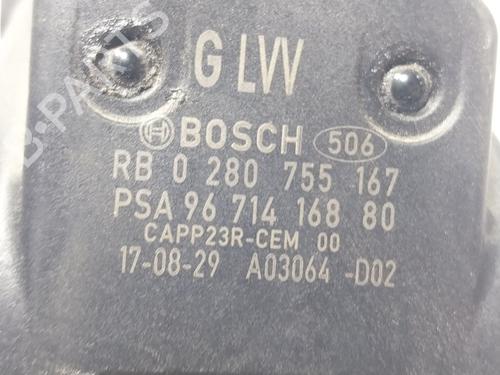 G LW
BOSCH 506
RB 0 280 755 167
PSA 96 714 168 80
CAPP23R-CEM 00
17-08-29 A03064 -D02
B-PARTS